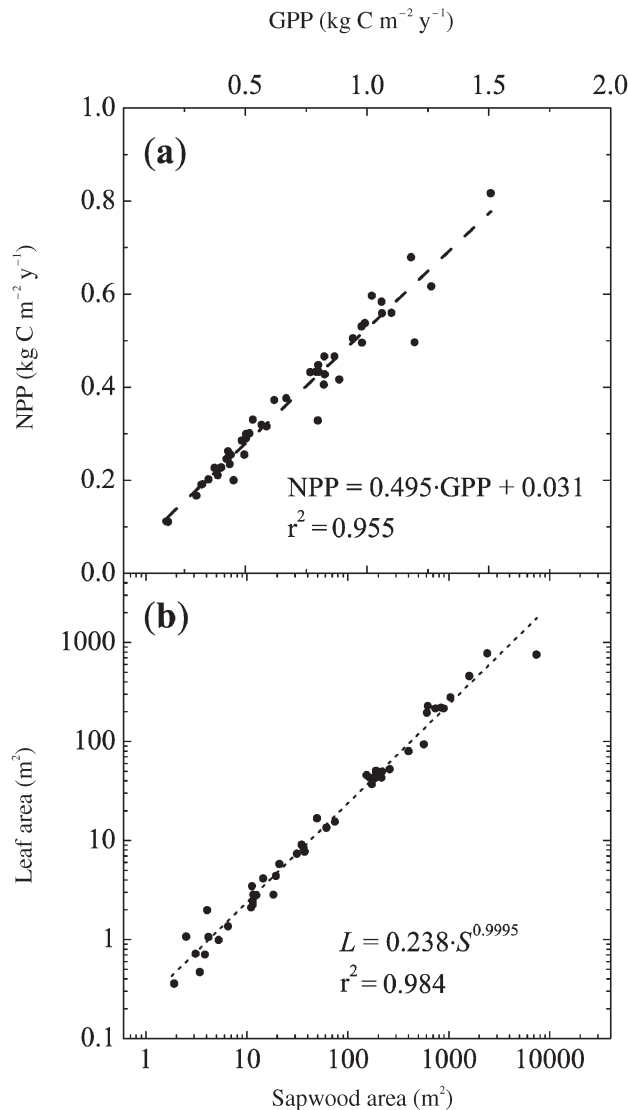 GPP (kg C m⁻² y⁻¹)
0.5 1.0 1.5 2.0
1.0
(a)
0.8
0.6
NPP (kg C m⁻² y⁻¹)
0.4
0.2
NPP = 0.495·GPP + 0.031
r² = 0.955
0.0
(b)
1000
100
Leaf area (m²)
10
1
L = 0.238·S⁰·⁹⁹⁹⁵
r² = 0.984
0.1
1 10 100 1000 10000
Sapwood area (m²)